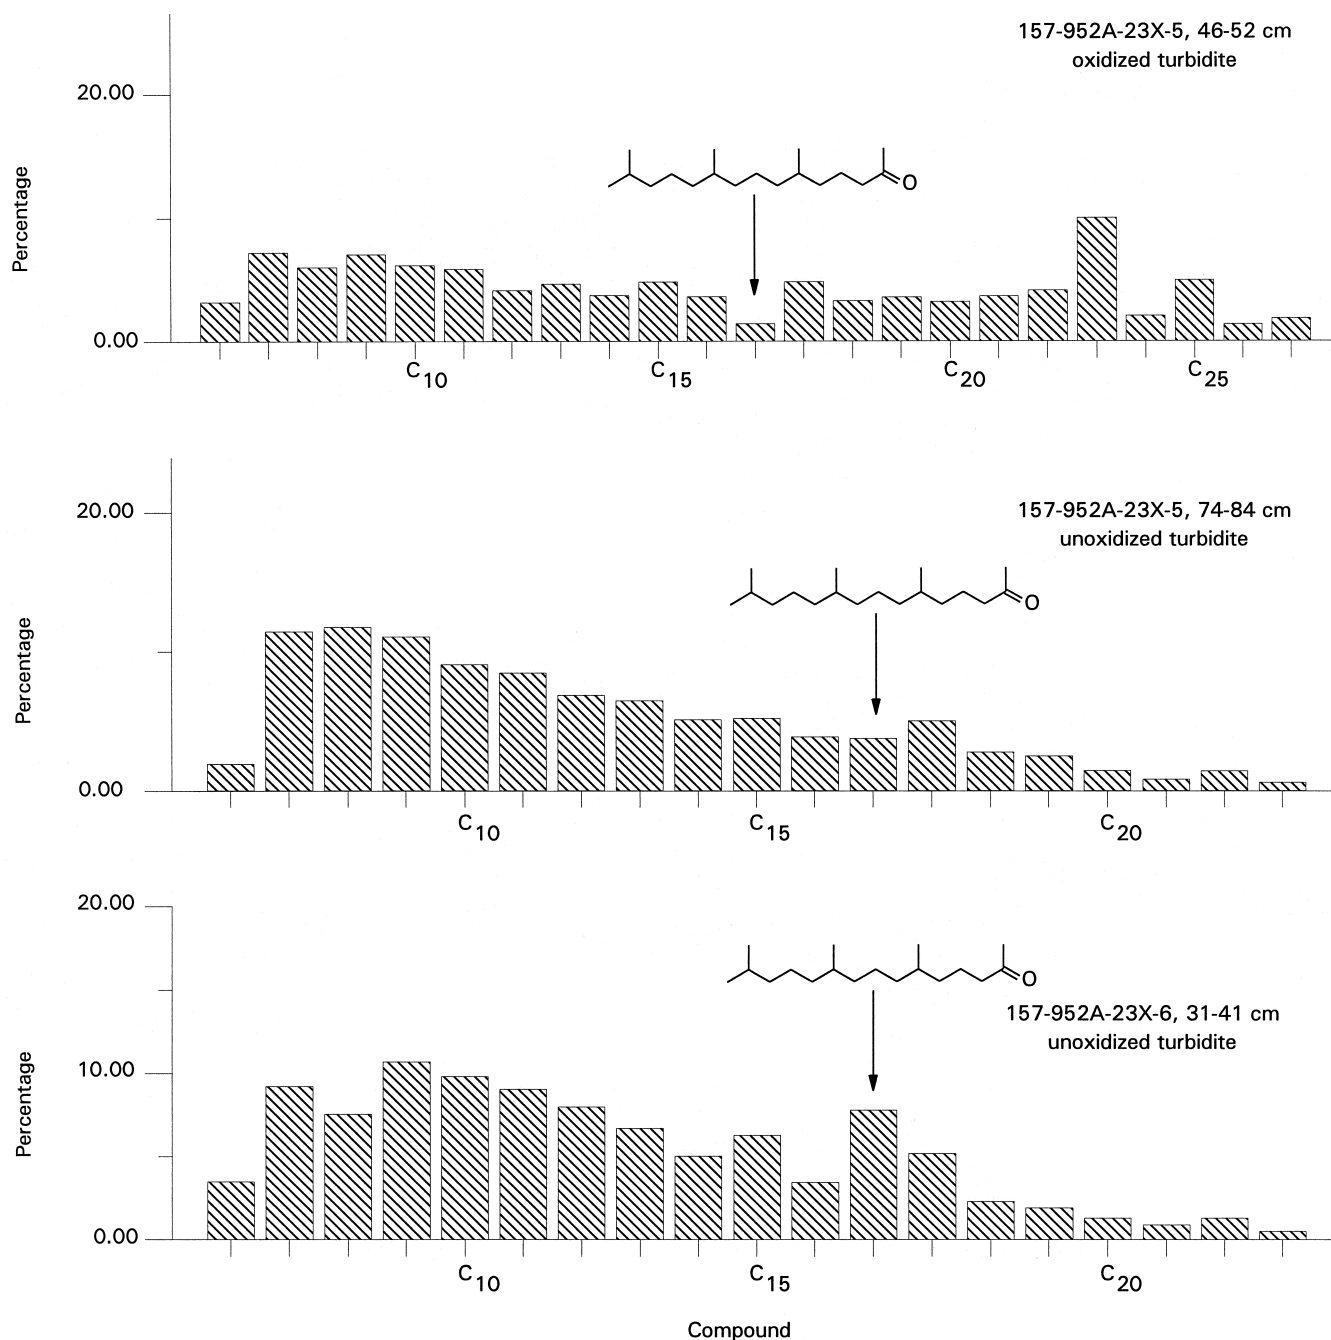 157-952A-23X-5, 46-52 cm
oxidized turbidite
20.00
Percentage
O
0.00
C10
C15
C20
C25
157-952A-23X-5, 74-84 cm
unoxidized turbidite
20.00
Percentage
O
0.00
C10
C15
C20
20.00
O
157-952A-23X-6, 31-41 cm
unoxidized turbidite
10.00
Percentage
0.00
C10
C15
C20
Compound